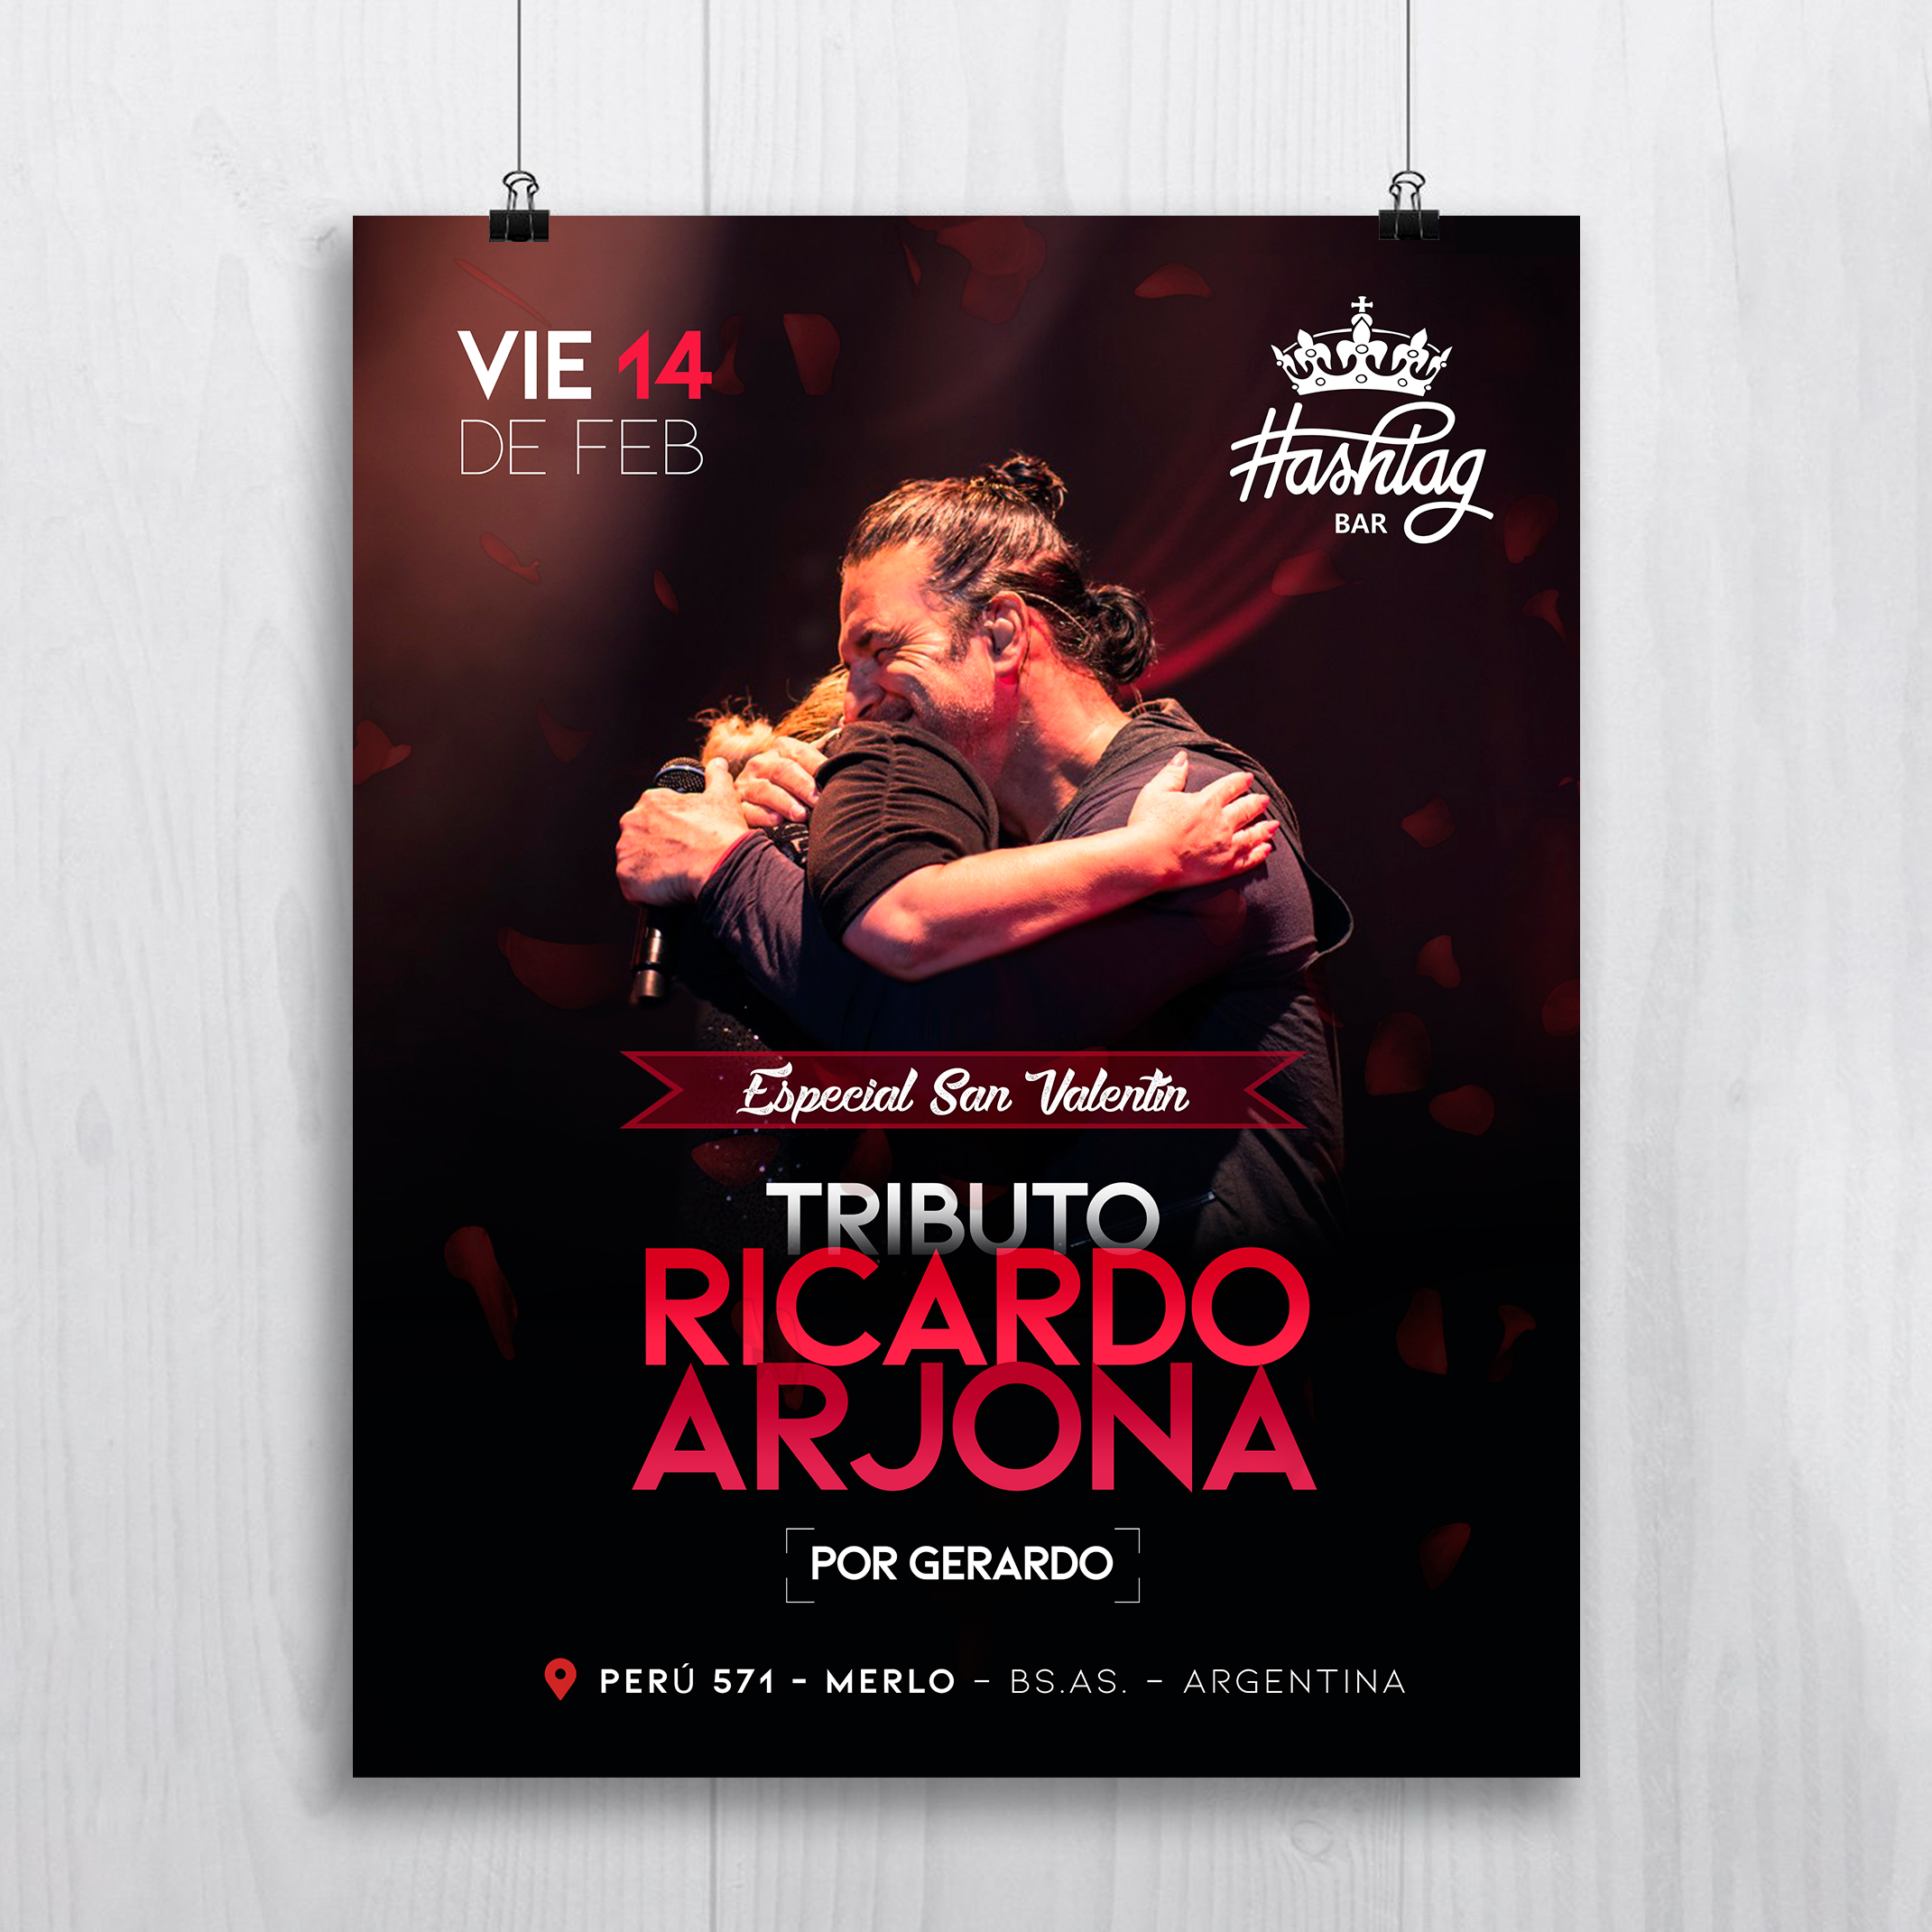 VIE 14
DE FEB
Hashtag
BAR
Especial San Valentín
TRIBUTO
RICARDO
ARJONA
POR GERARDO
PERÚ 571 - MERLO - BS.AS. - ARGENTINA